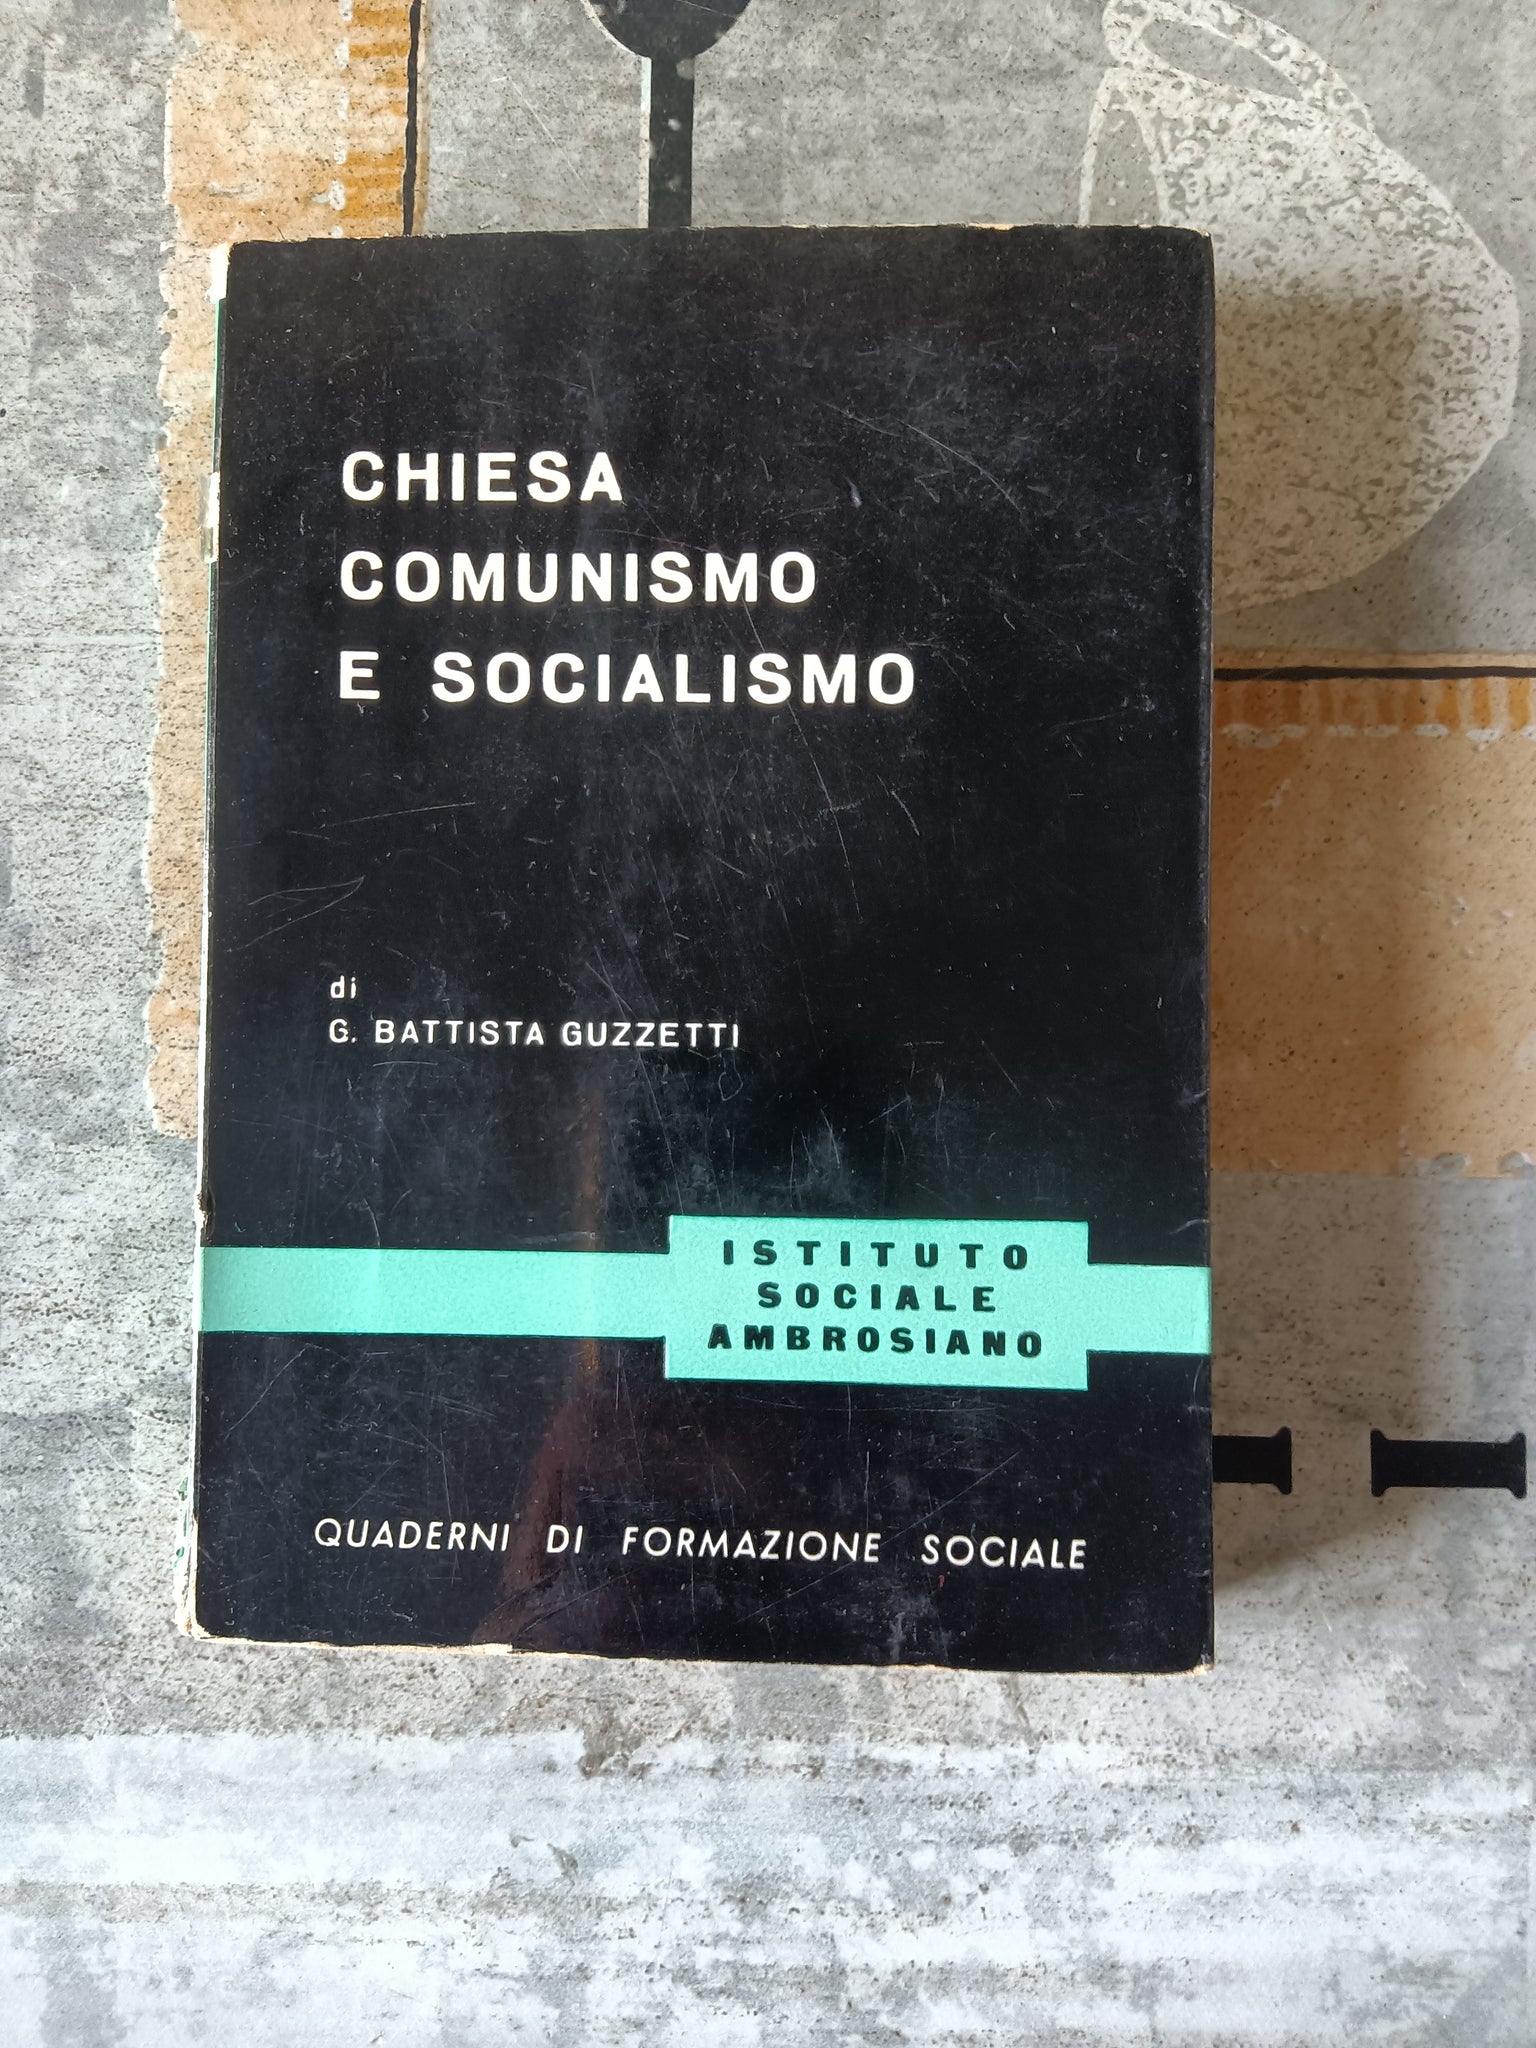 CHIESA
COMUNISMO
E SOCIALISMO
di
G. BATTISTA GUZZETTI
ISTITUTO
SOCIALE
AMBROSIANO
QUADERNI DI FORMAZIONE SOCIALE